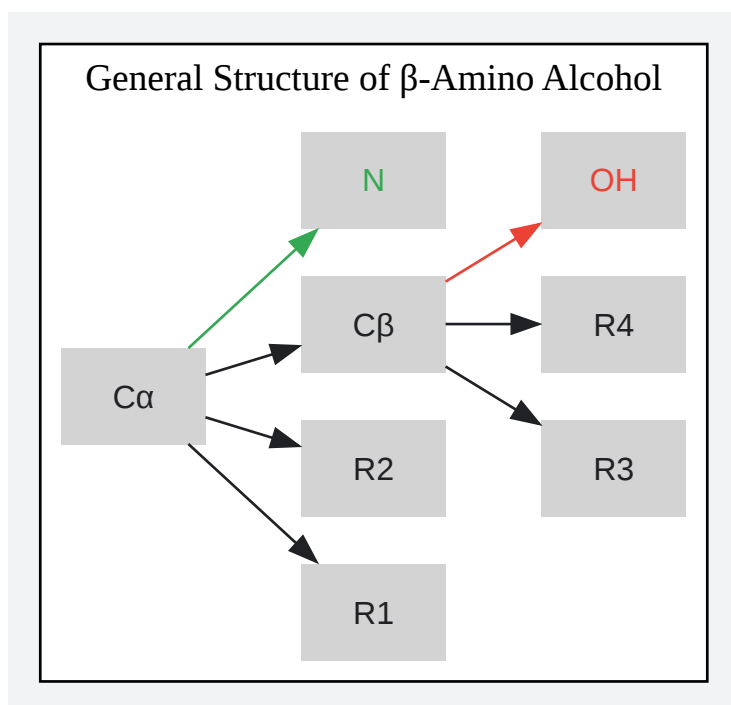 General Structure of β-Amino Alcohol
N
OH
Cβ
R4
Cα
R2
R3
R1